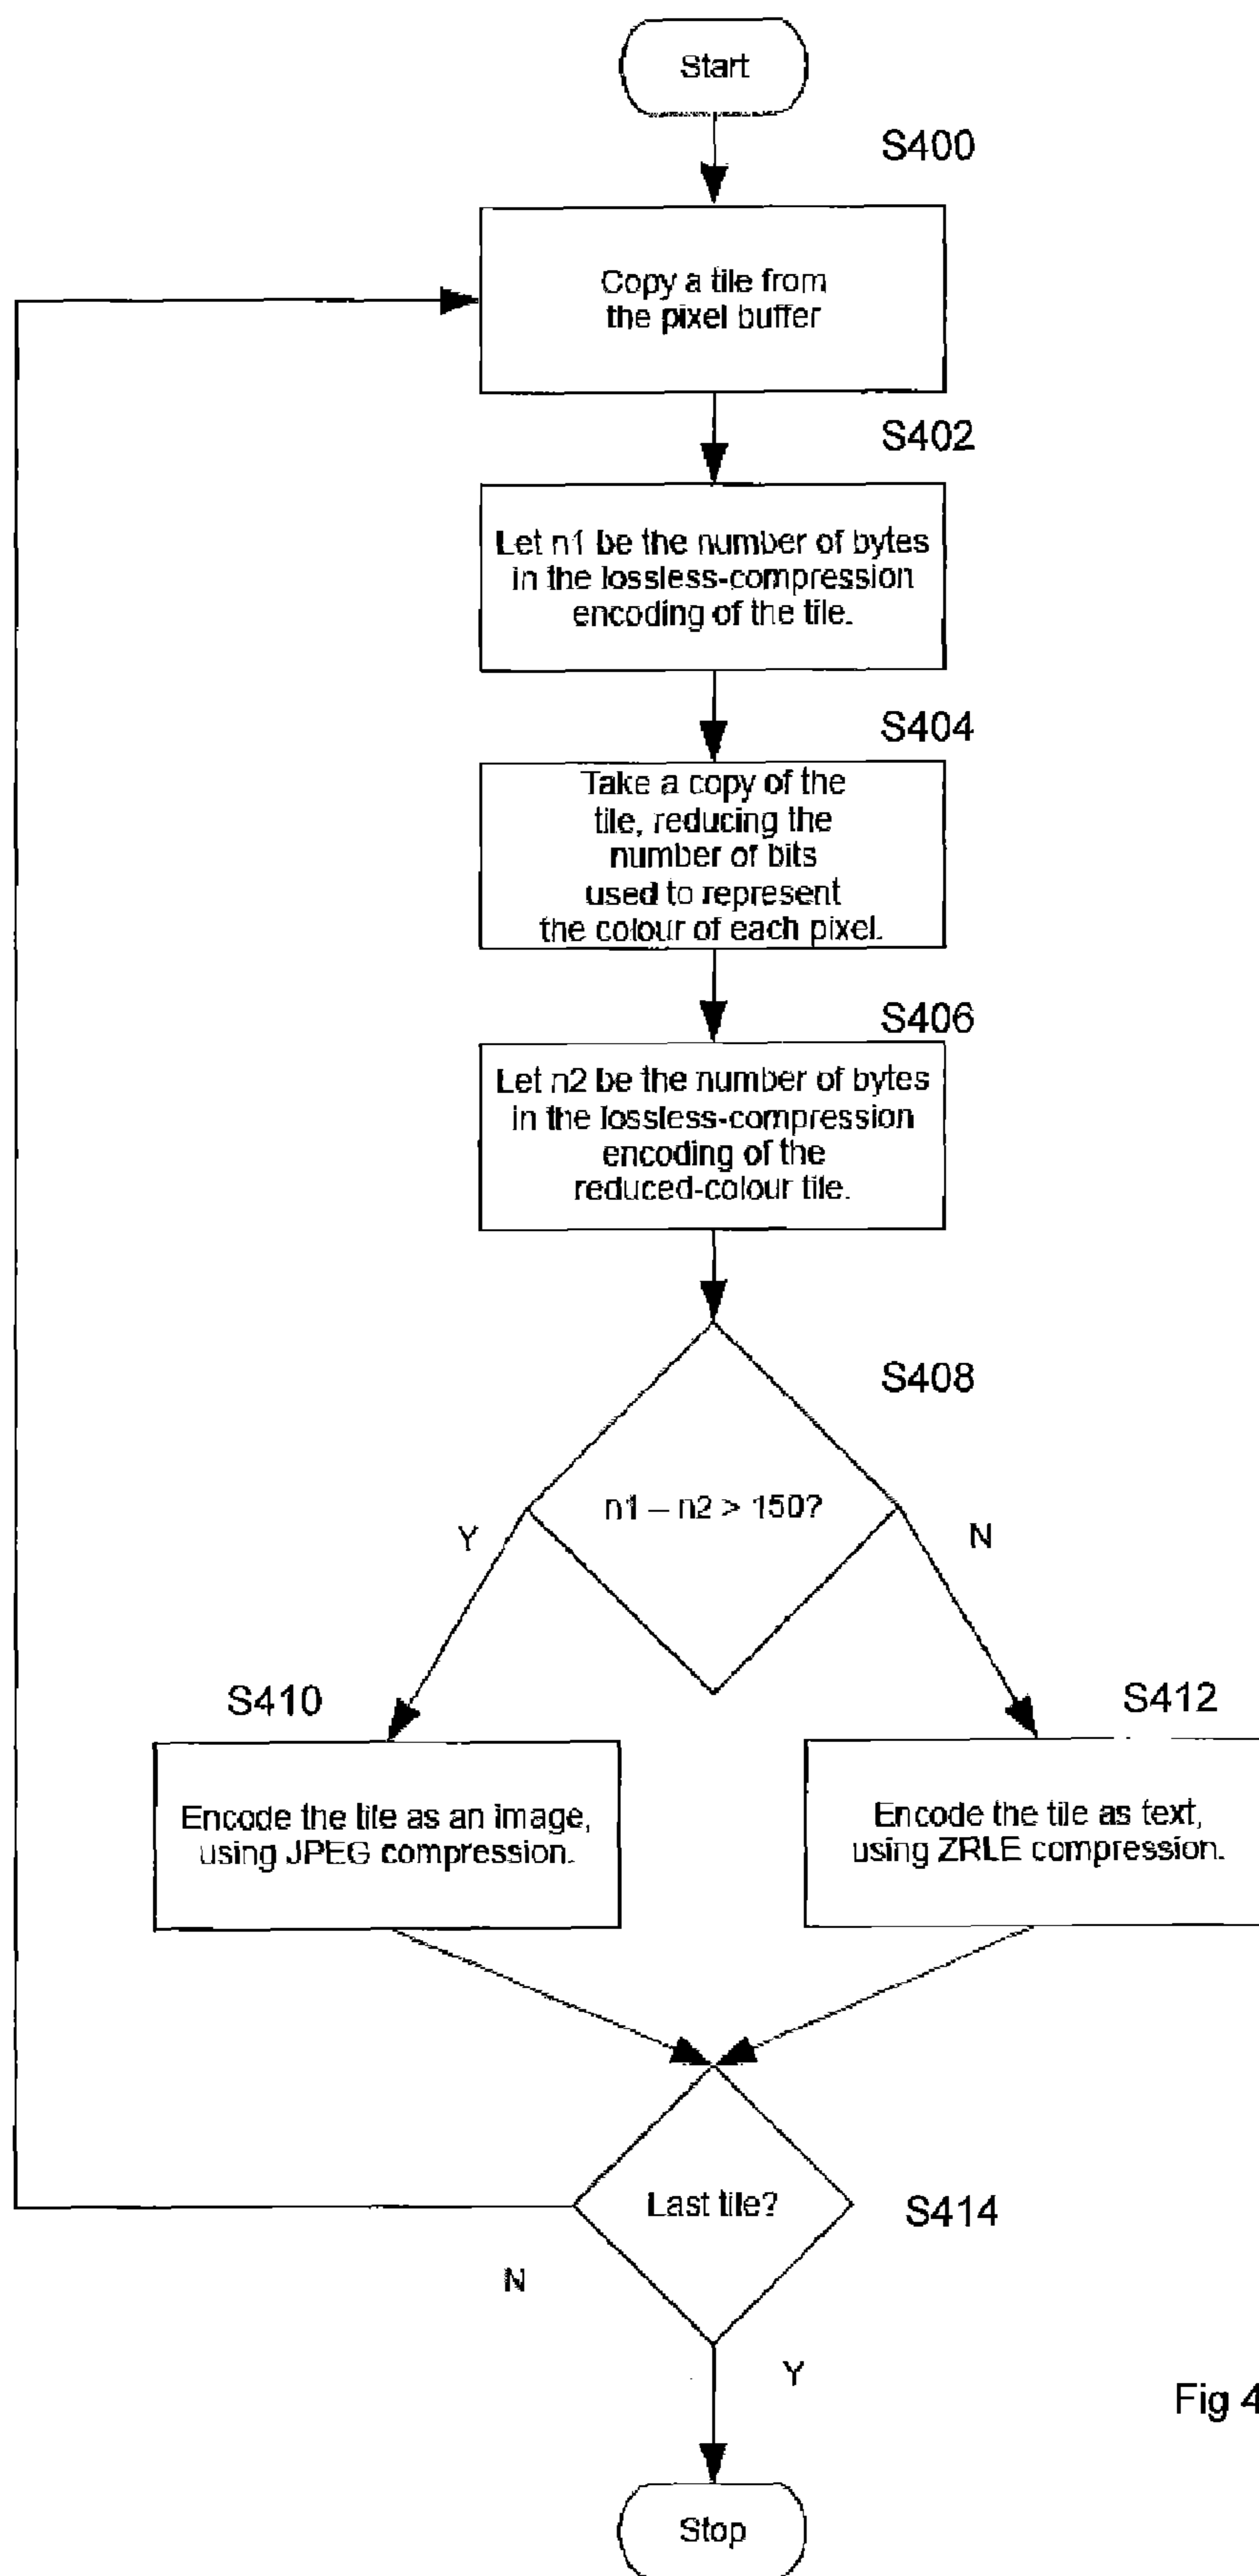 Start
S400
Copy a tile from
the pixel buffer
S402
Let n1 be the number of bytes
in the lossless-compression
encoding of the tile.
S404
Take a copy of the
tile, reducing the
number of bits
used to represent
the colour of each pixel.
S406
Let n2 be the number of bytes
in the lossless-compression
encoding of the
reduced-colour tile.
S408
n1 – n2 > 150?
Y
N
S410
S412
Encode the tile as an image,
using JPEG compression.
Encode the tile as text,
using ZRLE compression.
Last tile?
S414
N
Y
Fig 4
Stop